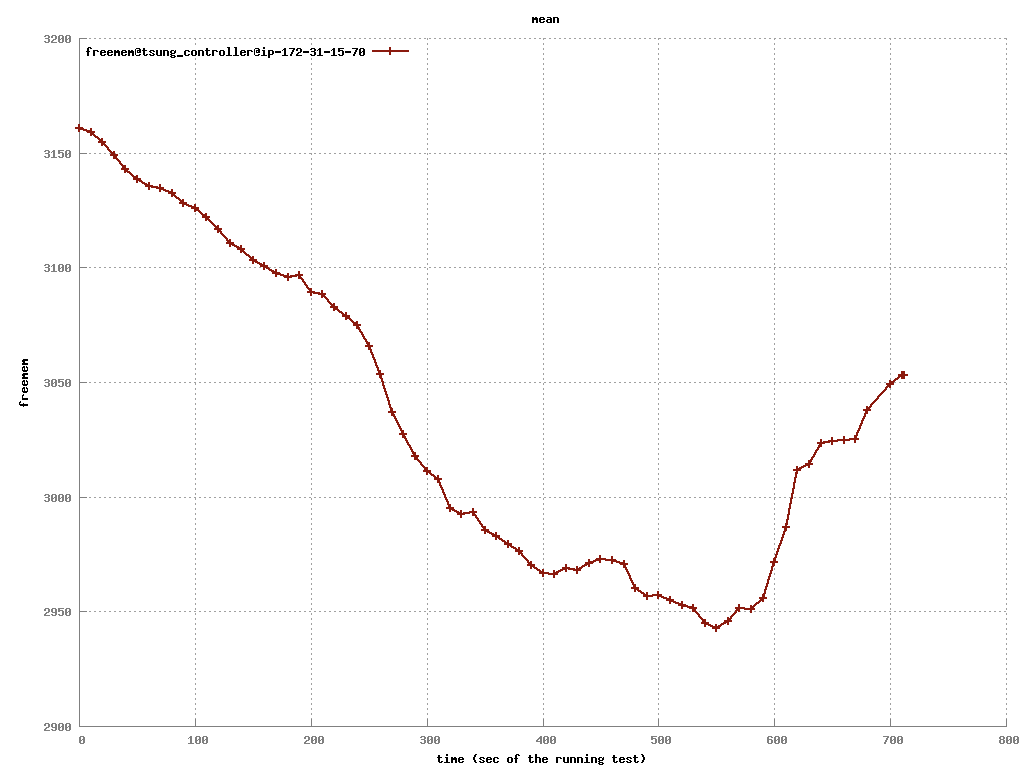 mean
3200
freemem@tsung_controller@ip-172-31-15-70
3150
3100
3050
freemem
3000
2950
2900
0 100 200 300 400 500 600 700 800
time (sec of the running test)